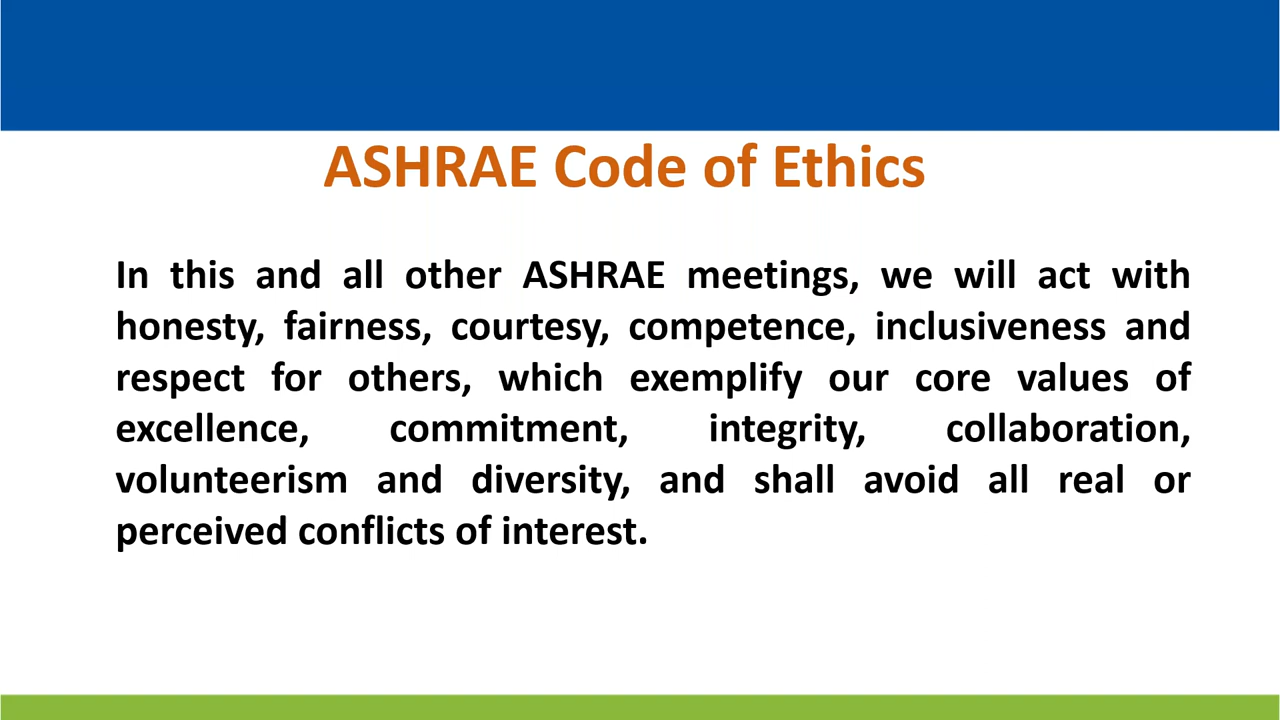 ASHRAE Code of Ethics
In this and all other ASHRAE meetings, we will act with
honesty, fairness, courtesy, competence, inclusiveness and
respect for others, which exemplify our core values of
excellence, commitment, integrity, collaboration,
volunteerism and diversity, and shall avoid all real or
perceived conflicts of interest.